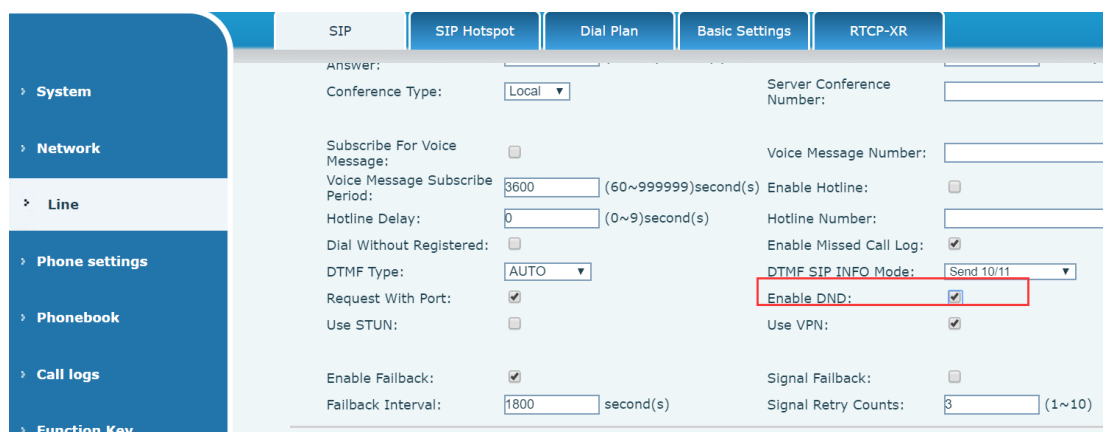 SIP
SIP Hotspot
Dial Plan
Basic Settings
RTCP-XR
System
Network
Line
Phone settings
Phonebook
Call logs
Function Key
Answer:
Conference Type: Local
Server Conference
Number:
Subscribe For Voice
Message:
Voice Message Number:
Voice Message Subscribe
Period: 3600 (60~999999)second(s)
Enable Hotline:
Hotline Delay: 0 (0~9)second(s)
Hotline Number:
Dial Without Registered:
Enable Missed Call Log:
DTMF Type: AUTO
DTMF SIP INFO Mode: Send 10/11
Request With Port:
Enable DND:
Use STUN:
Use VPN:
Enable Failback:
Signal Failback:
Failback Interval: 1800 second(s)
Signal Retry Counts: 3 (1~10)